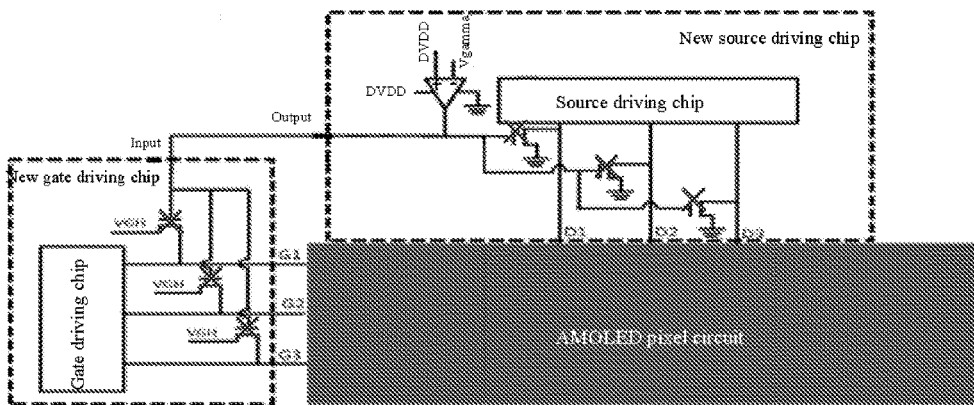 New source driving chip
DVDD
Vgamma
DVDD
Source driving chip
Output
Input
New gate driving chip
VGH
D1
D2
D3
G1
VGH
G2
VGH
G3
Gate driving chip
AMOLED pixel circuit